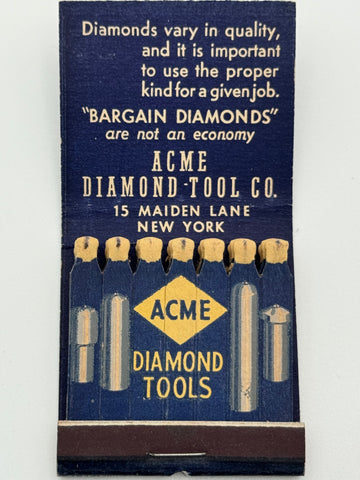 Diamonds vary in quality,
and it is important
to use the proper
kind for a given job.
"BARGAIN DIAMONDS"
are not an economy
ACME
DIAMOND-TOOL CO.
15 MAIDEN LANE
NEW YORK
ACME
DIAMOND
TOOLS